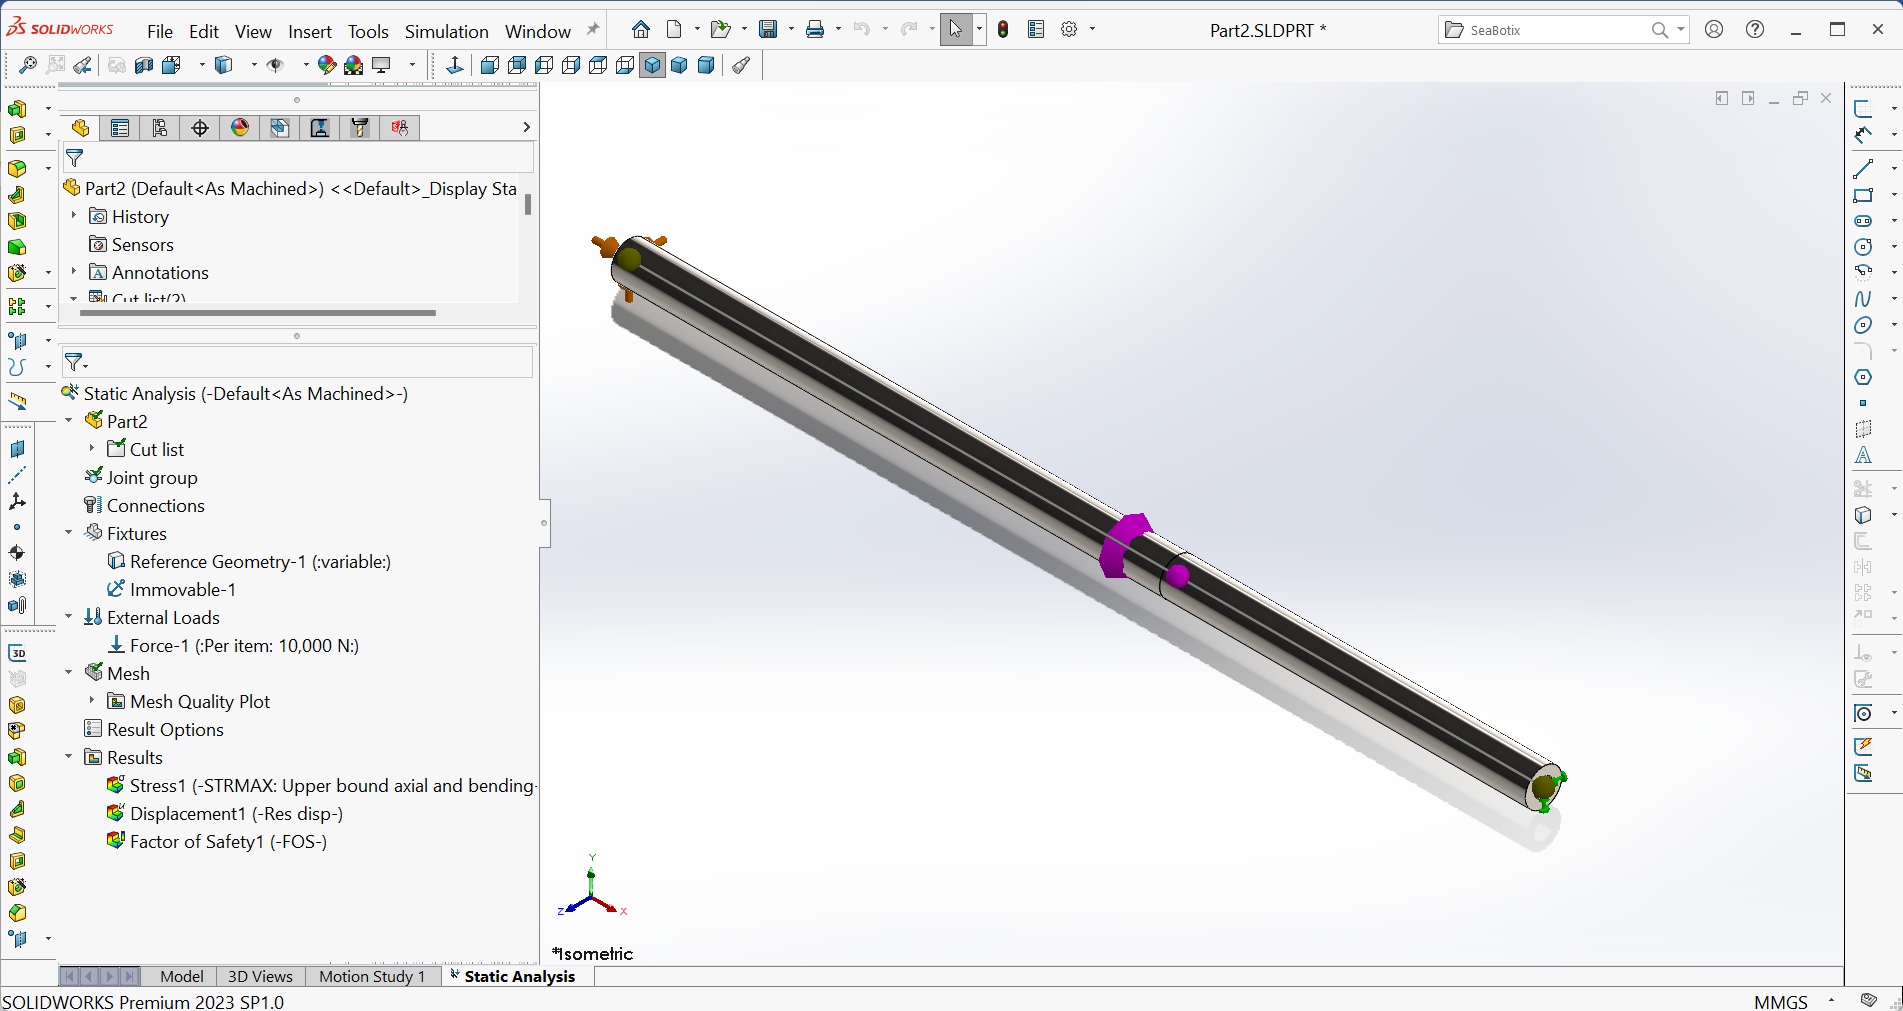 SOLIDWORKS File Edit View Insert Tools Simulation Window Part2.SLDPRT * SeaBotix
Part2 (Default<As Machined>) <<Default>_Display Sta
History
Sensors
Annotations
Cut list(2)
Static Analysis (-Default<As Machined>-)
Part2
Cut list
Joint group
Connections
Fixtures
Reference Geometry-1 (:variable:)
Immovable-1
External Loads
Force-1 (:Per item: 10,000 N:)
Mesh
Mesh Quality Plot
Result Options
Results
Stress1 (-STRMAX: Upper bound axial and bending-
Displacement1 (-Res disp-)
Factor of Safety1 (-FOS-)
Y
Z X
*Isometric
Model 3D Views Motion Study 1 Static Analysis
SOLIDWORKS Premium 2023 SP1.0 MMGS
3D